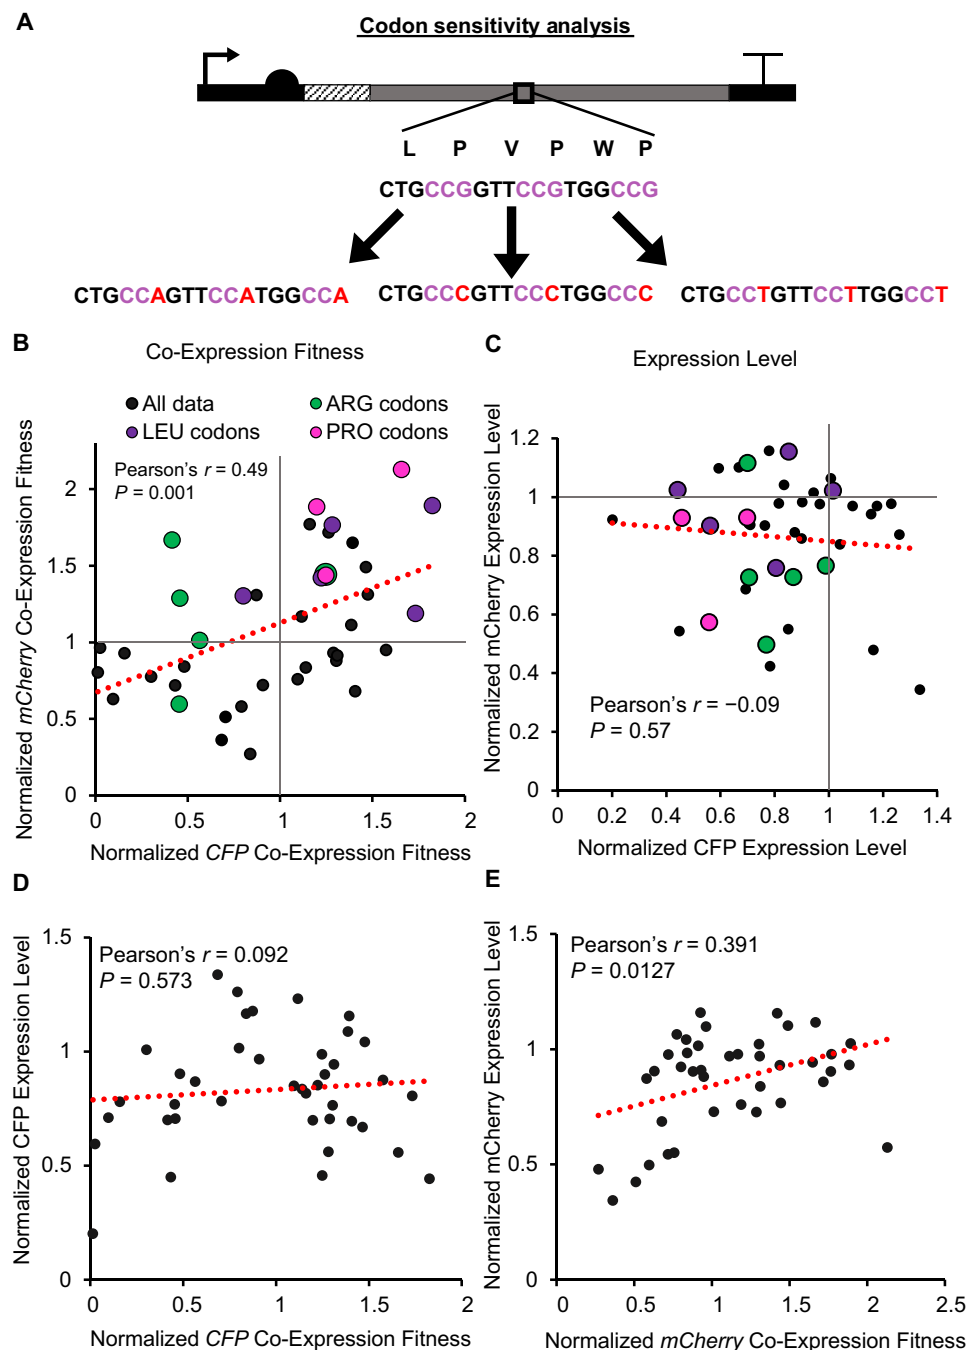 A
Codon sensitivity analysis
L P V P W P
CTGCCGGTTCCGTGGCCG
CTGCCAGTTCCATGGCCA
CTGCCCGTTCCCTGGCCC
CTGCCTGTTCCTTGGCCT
B
Co-Expression Fitness
All data
ARG codons
LEU codons
PRO codons
Pearson's r = 0.49
P = 0.001
Normalized mCherry Co-Expression Fitness
2
1.5
1
0.5
0
0 0.5 1 1.5 2
Normalized CFP Co-Expression Fitness
C
Expression Level
Normalized mCherry Expression Level
1.2
1
0.8
0.6
0.4
0.2
0
Pearson's r = −0.09
P = 0.57
0 0.2 0.4 0.6 0.8 1 1.2 1.4
Normalized CFP Expression Level
D
Normalized CFP Expression Level
1.5
1
0.5
0
Pearson's r = 0.092
P = 0.573
0 0.5 1 1.5 2
Normalized CFP Co-Expression Fitness
E
Normalized mCherry Expression Level
1.5
1
0.5
0
Pearson's r = 0.391
P = 0.0127
0 0.5 1 1.5 2 2.5
Normalized mCherry Co-Expression Fitness